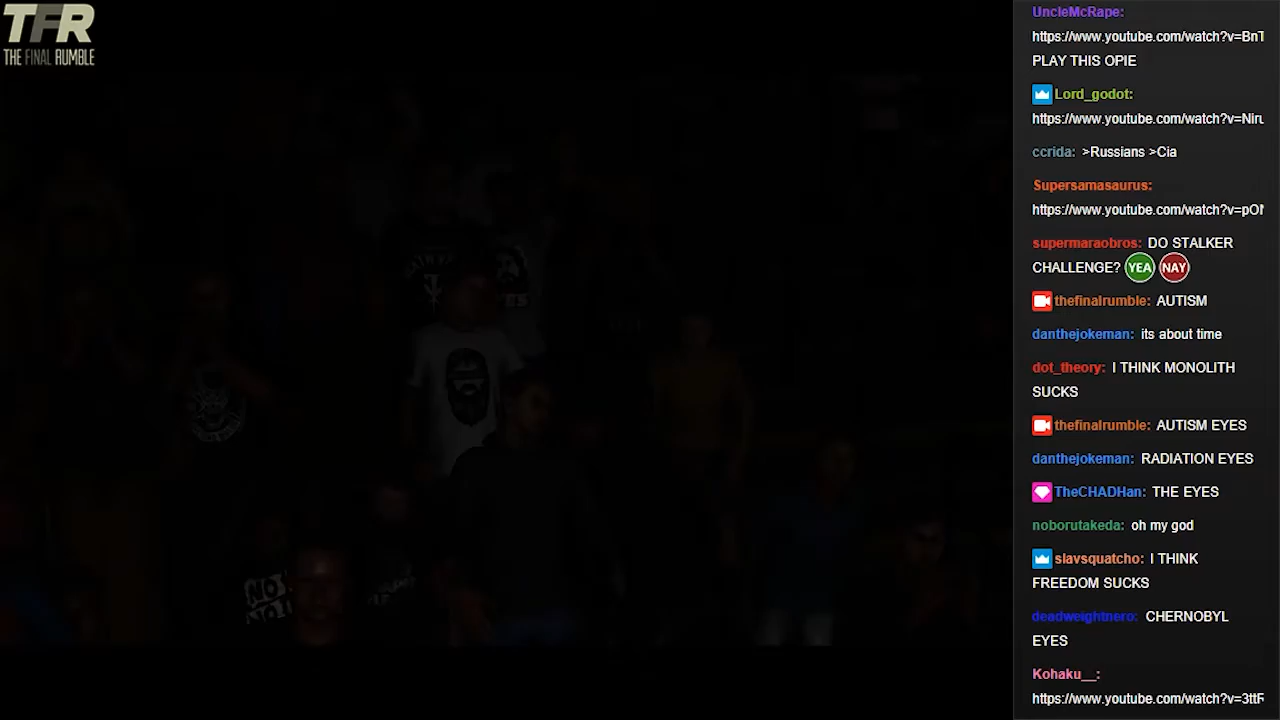 TFR
THE FINAL RUMBLE
UncleMcRape:
https://www.youtube.com/watch?v=BnT
PLAY THIS OPIE
Lord_godot:
https://www.youtube.com/watch?v=Niru
ccrida: >Russians >Cia
Supersamasaurus:
https://www.youtube.com/watch?v=pON
supermaraobros: DO STALKER
CHALLENGE? YEA NAY
thefinalrumble: AUTISM
danthejokeman: its about time
dot_theory: I THINK MONOLITH
SUCKS
thefinalrumble: AUTISM EYES
danthejokeman: RADIATION EYES
TheCHADHan: THE EYES
noborutakeda: oh my god
slavsquatcho: I THINK
FREEDOM SUCKS
deadweightnero: CHERNOBYL
EYES
Kohaku__:
https://www.youtube.com/watch?v=3ttF